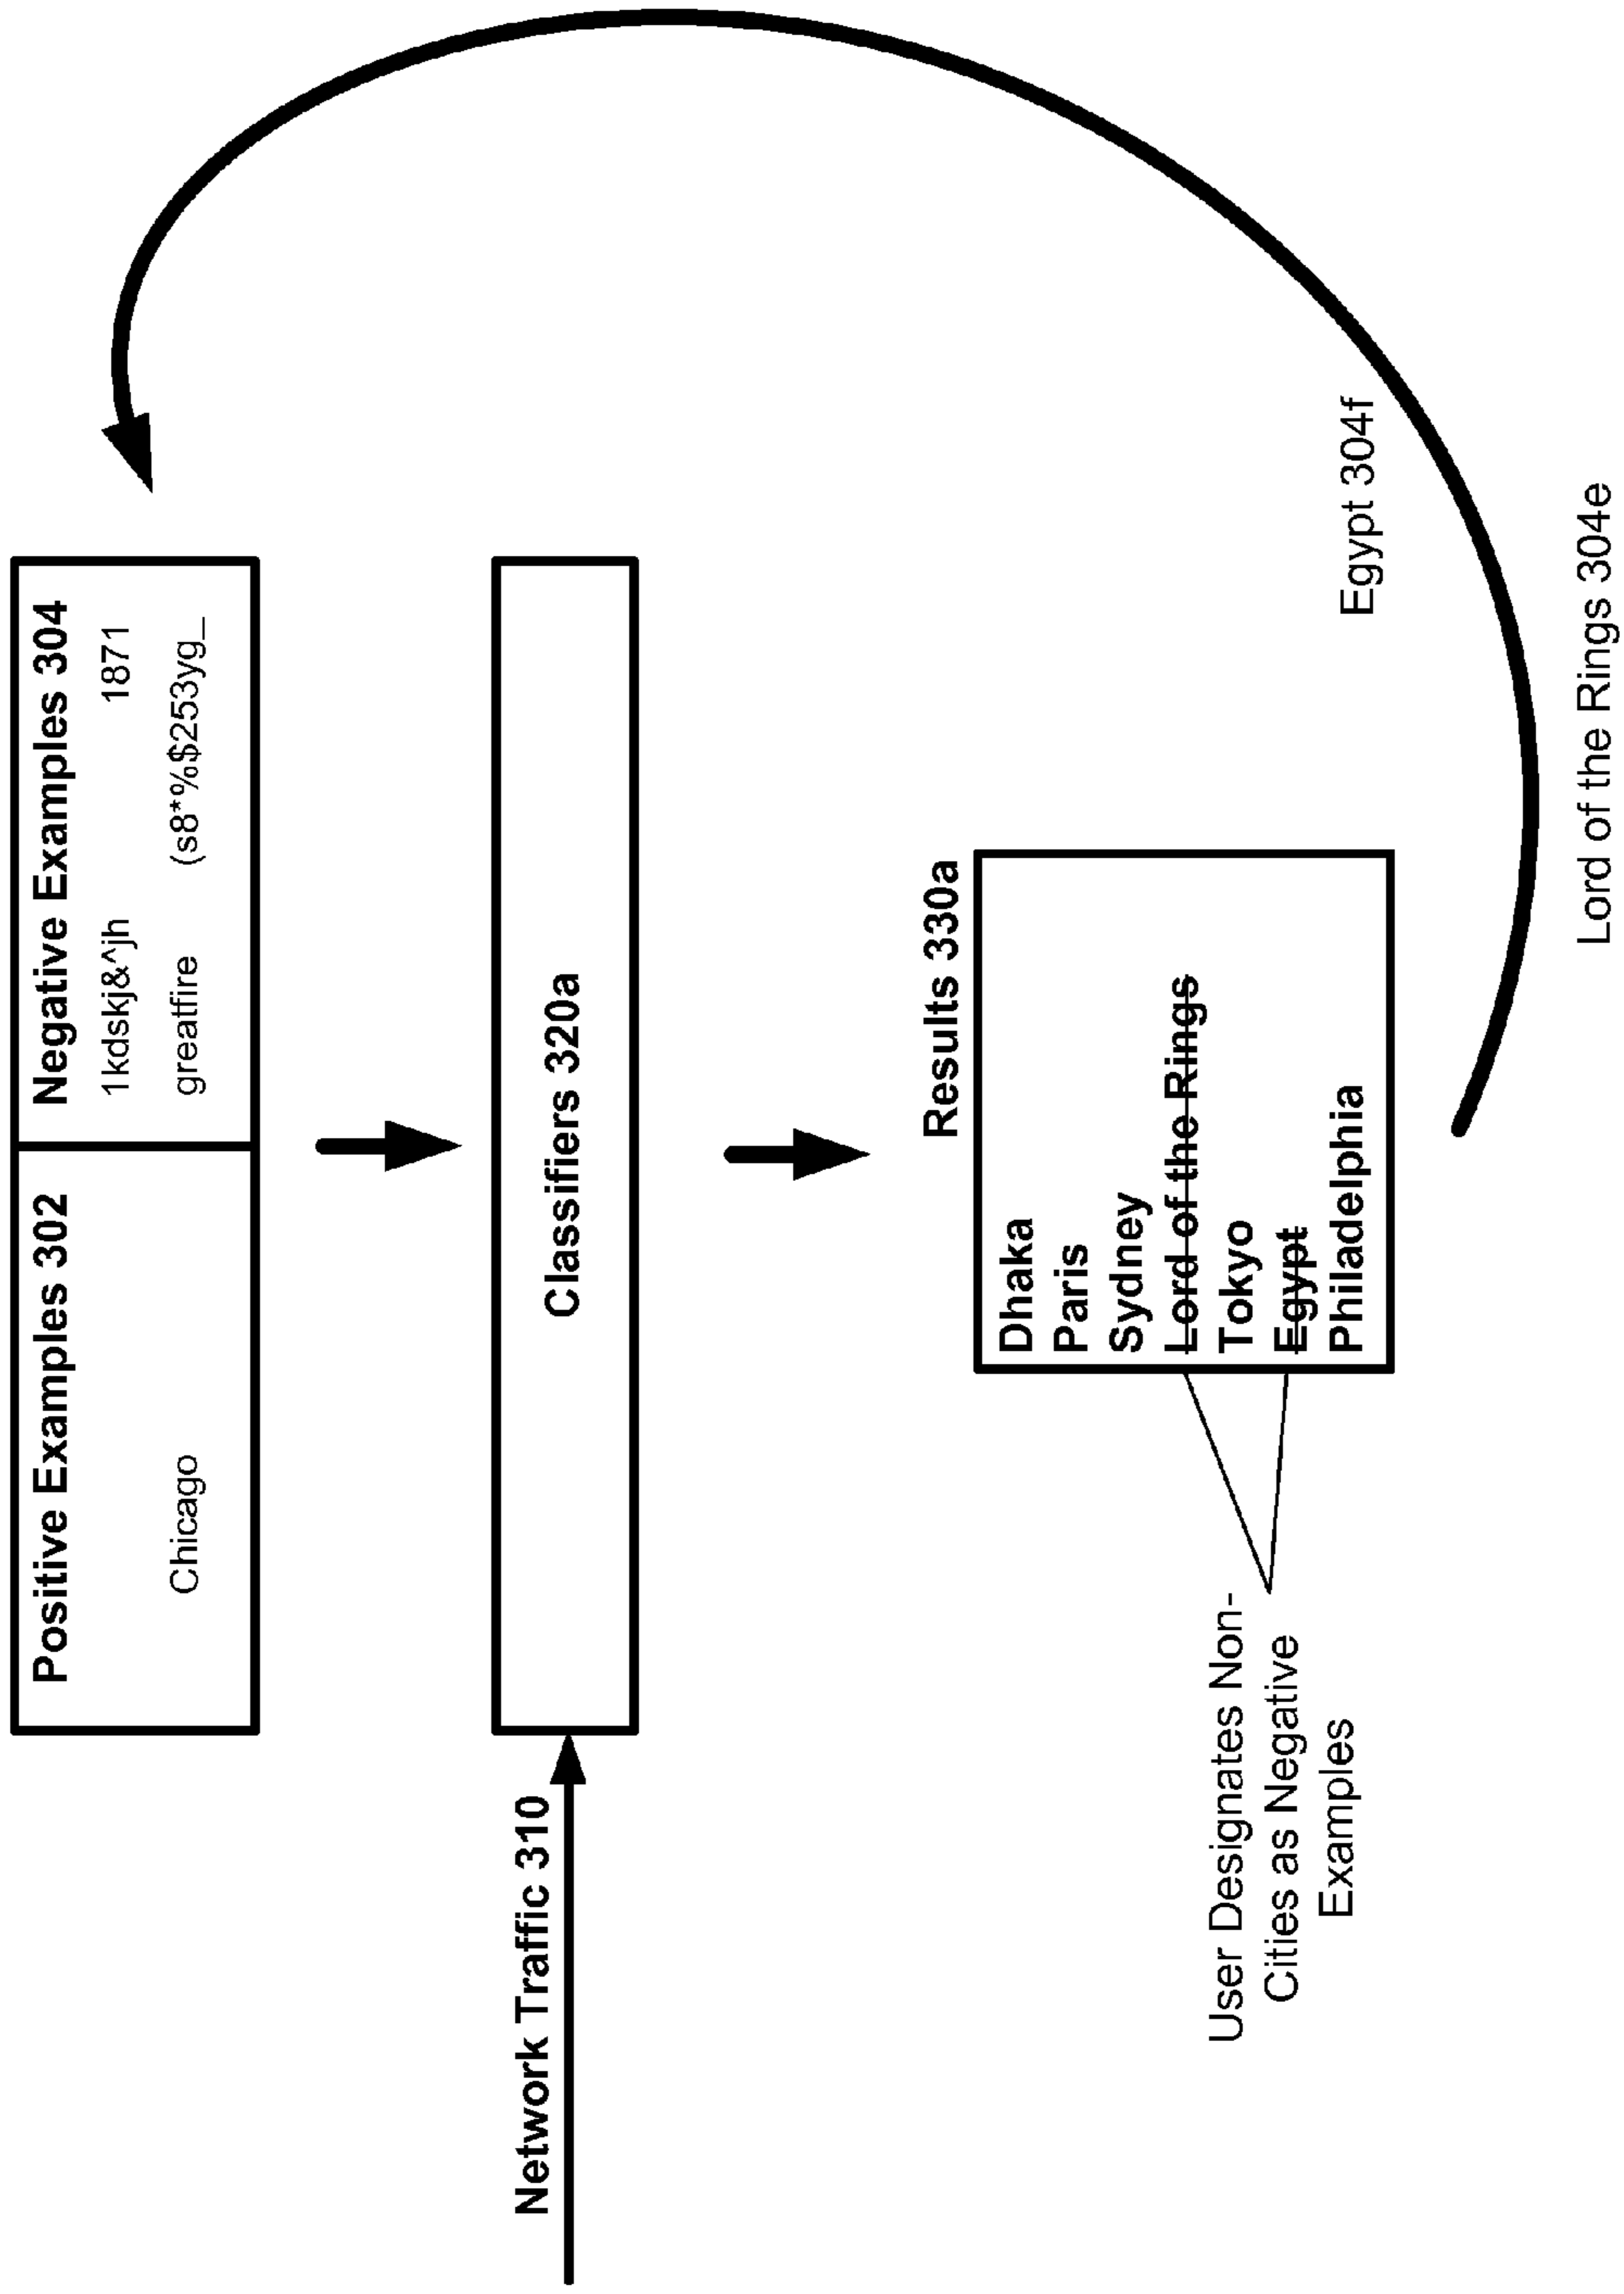 Positive Examples 302
Chicago
Negative Examples 304
1kdskj&^jh 1871
greatfire (s8*%$253yg_
Network Traffic 310
Classifiers 320a
Results 330a
Dhaka
Paris
Sydney
Lord of the Rings
Tokyo
Egypt
Philadelphia
User Designates Non-
Cities as Negative
Examples
Egypt 304f
Lord of the Rings 304e